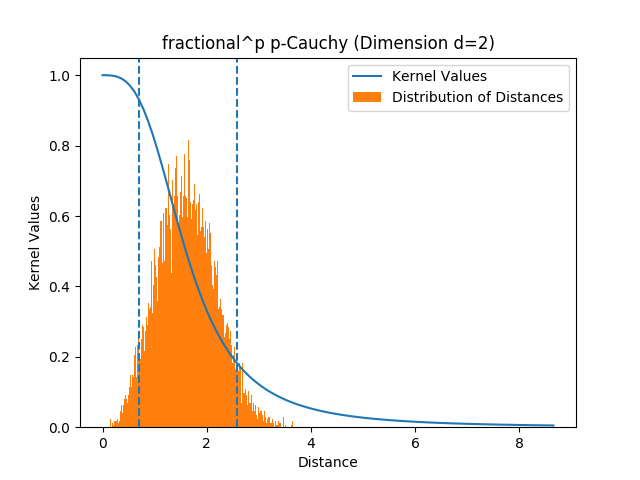 fractional^p p-Cauchy (Dimension d=2)
Kernel Values
Distribution of Distances
Kernel Values
1.0
0.8
0.6
0.4
0.2
0.0
0 2 4 6 8
Distance